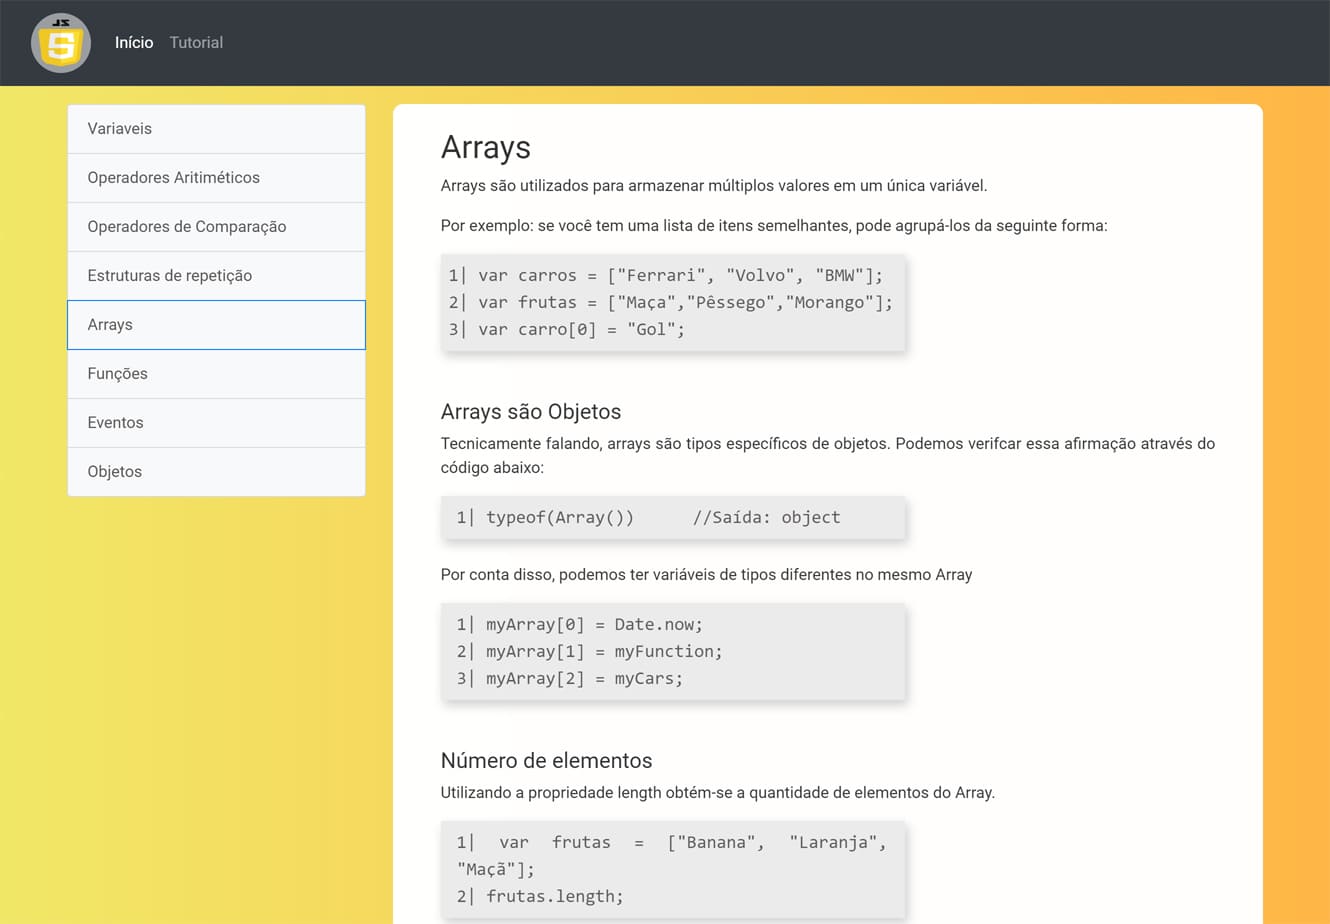 JS
Início Tutorial
Variaveis
Operadores Aritiméticos
Operadores de Comparação
Estruturas de repetição
Arrays
Funções
Eventos
Objetos
Arrays
Arrays são utilizados para armazenar múltiplos valores em um única variável.
Por exemplo: se você tem uma lista de itens semelhantes, pode agrupá-los da seguinte forma:
1| var carros = ["Ferrari", "Volvo", "BMW"];
2| var frutas = ["Maça","Pêssego","Morango"];
3| var carro[0] = "Gol";
Arrays são Objetos
Tecnicamente falando, arrays são tipos específicos de objetos. Podemos verifcar essa afirmação através do
código abaixo:
1| typeof(Array()) //Saída: object
Por conta disso, podemos ter variáveis de tipos diferentes no mesmo Array
1| myArray[0] = Date.now;
2| myArray[1] = myFunction;
3| myArray[2] = myCars;
Número de elementos
Utilizando a propriedade length obtém-se a quantidade de elementos do Array.
1| var frutas = ["Banana", "Laranja",
"Maçã"];
2| frutas.length;